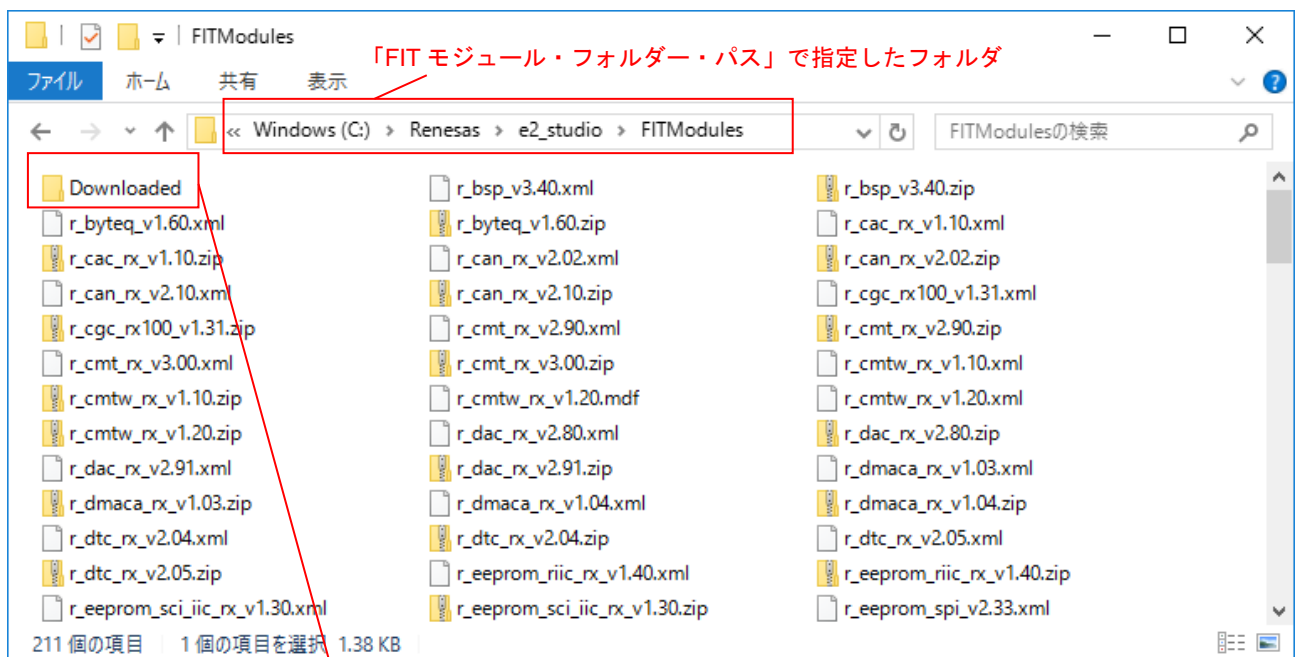 FITModules
「FIT モジュール・フォルダー・パス」で指定したフォルダ
ファイル ホーム 共有 表示
« Windows (C:) › Renesas › e2_studio › FITModules FITModulesの検索
Downloaded r_bsp_v3.40.xml r_bsp_v3.40.zip
r_byteq_v1.60.xml r_byteq_v1.60.zip r_cac_rx_v1.10.xml
r_cac_rx_v1.10.zip r_can_rx_v2.02.xml r_can_rx_v2.02.zip
r_can_rx_v2.10.xml r_can_rx_v2.10.zip r_cgc_rx100_v1.31.xml
r_cgc_rx100_v1.31.zip r_cmt_rx_v2.90.xml r_cmt_rx_v2.90.zip
r_cmt_rx_v3.00.xml r_cmt_rx_v3.00.zip r_cmtw_rx_v1.10.xml
r_cmtw_rx_v1.10.zip r_cmtw_rx_v1.20.mdf r_cmtw_rx_v1.20.xml
r_cmtw_rx_v1.20.zip r_dac_rx_v2.80.xml r_dac_rx_v2.80.zip
r_dac_rx_v2.91.xml r_dac_rx_v2.91.zip r_dmaca_rx_v1.03.xml
r_dmaca_rx_v1.03.zip r_dmaca_rx_v1.04.xml r_dmaca_rx_v1.04.zip
r_dtc_rx_v2.04.xml r_dtc_rx_v2.04.zip r_dtc_rx_v2.05.xml
r_dtc_rx_v2.05.zip r_eeprom_riic_rx_v1.40.xml r_eeprom_riic_rx_v1.40.zip
r_eeprom_sci_iic_rx_v1.30.xml r_eeprom_sci_iic_rx_v1.30.zip r_eeprom_spi_v2.33.xml
211 個の項目 1 個の項目を選択 1.38 KB